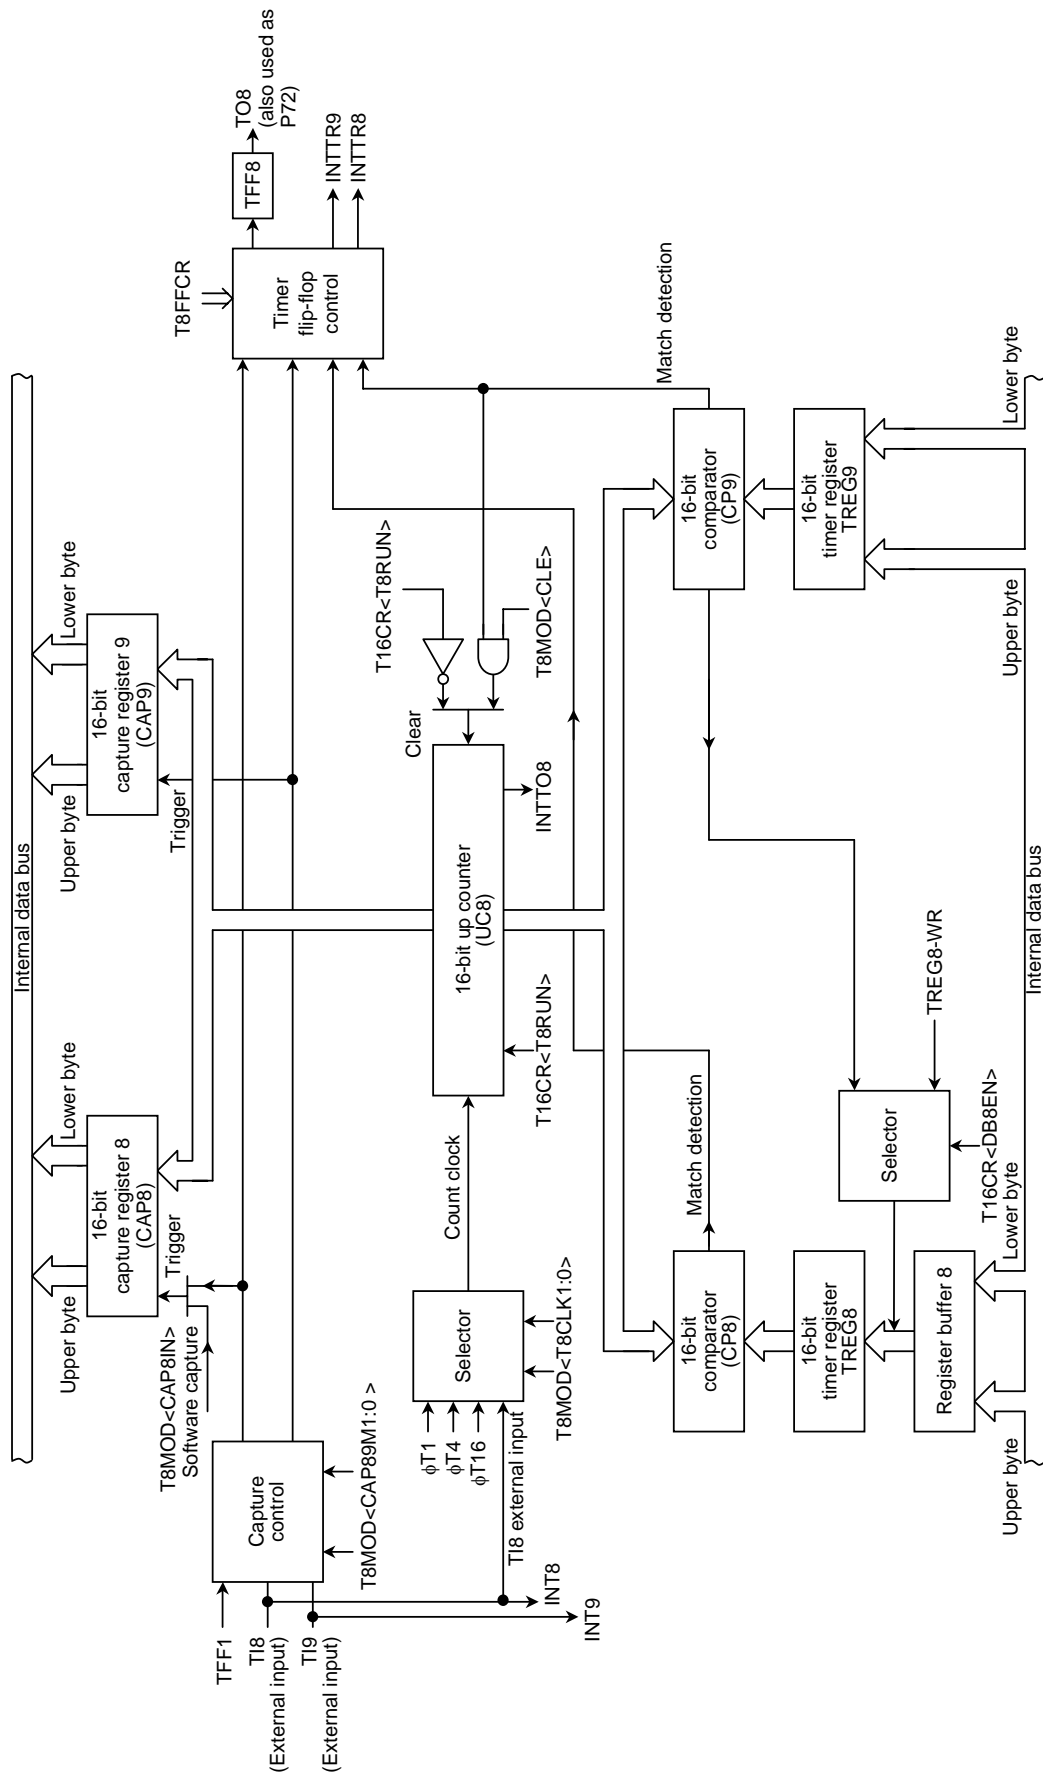 Internal data bus
Upper byte
Lower byte
Upper byte
Lower byte
16-bit
capture register 8
(CAP8)
16-bit
capture register 9
(CAP9)
T8MOD<CAP8IN>
Software capture
Trigger
Trigger
T8FFCR
TFF1
TI8
(External input)
TI9
(External input)
Capture
control
T8MOD<CAP89M1:0 >
Timer
flip-flop
control
TFF8
TO8
(also used as
P72)
INTTR9
INTTR8
T16CR<T8RUN>
Clear
T8MOD<CLE>
φT1
φT4
φT16
TI8 external input
Selector
T8MOD<T8CLK1:0>
Count clock
16-bit up counter
(UC8)
T16CR<T8RUN>
INTTO8
INT8
INT9
Match detection
Match detection
16-bit
comparator
(CP8)
16-bit
comparator
(CP9)
16-bit
timer register
TREG8
16-bit
timer register
TREG9
Selector
TREG8-WR
T16CR<DB8EN>
Register buffer 8
Upper byte
Lower byte
Upper byte
Lower byte
Internal data bus